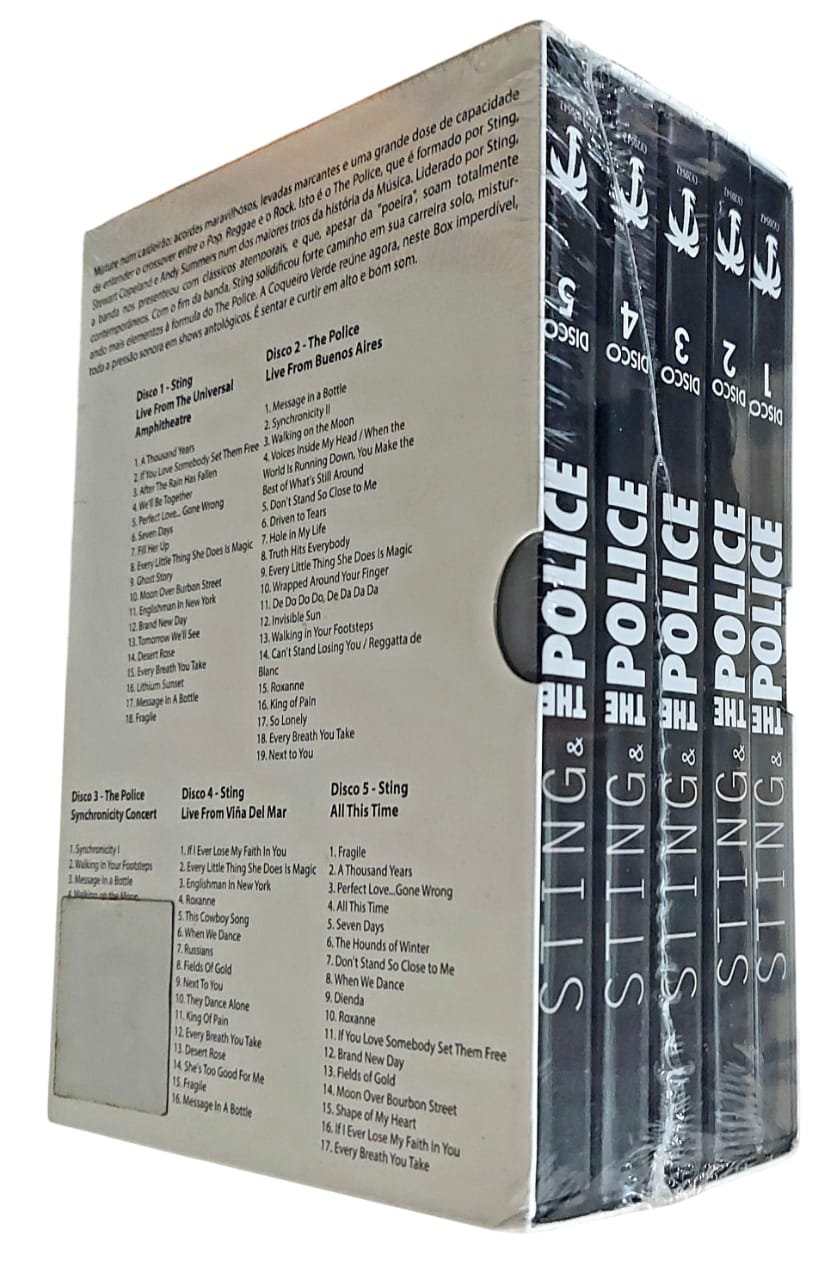 Misture num caldeirão: acordes maravilhosos, levadas marcantes e uma grande dose de capacidade
de entender o crossover entre o Pop, Reggae e o Rock. Isto é o The Police, que é formado por Sting,
Stewart Copeland e Andy Summers num dos maiores trios da história da Música. Liderado por Sting,
a banda nos presenteou com clássicos atemporais, e que, apesar da "poeira", soam totalmente
contemporâneos. Com o fim da banda, Sting solidificou forte caminho em sua carreira solo, mistur-
ando mais elementos à formula do The Police. A Coqueiro Verde reúne agora, neste Box imperdível,
toda a pressão sonora em shows antológicos. É sentar e curtir em alto e bom som.
Disco 1 - Sting
Live From The Universal
Amphitheatre
1. A Thousand Years
2. If You Love Somebody Set Them Free
3. After The Rain Has Fallen
4. We'll Be Together
5. Perfect Love... Gone Wrong
6. Seven Days
7. Fill Her Up
8. Every Little Thing She Does Is Magic
9. Ghost Story
10. Moon Over Burbon Street
11. Englishman In New York
12. Brand New Day
13. Tomorrow We'll See
14. Desert Rose
15. Every Breath You Take
16. Lithium Sunset
17. Message In A Bottle
18. Fragile
Disco 2 - The Police
Live From Buenos Aires
1. Message in a Bottle
2. Synchronicity II
3. Walking on the Moon
4. Voices Inside My Head / When the
World Is Running Down, You Make the
Best of What's Still Around
5. Don't Stand So Close to Me
6. Driven to Tears
7. Hole in My Life
8. Truth Hits Everybody
9. Every Little Thing She Does Is Magic
10. Wrapped Around Your Finger
11. De Do Do Do, De Da Da Da
12. Invisible Sun
13. Walking in Your Footsteps
14. Can't Stand Losing You / Reggatta de
Blanc
15. Roxanne
16. King of Pain
17. So Lonely
18. Every Breath You Take
19. Next to You
Disco 3 - The Police
Synchronicity Concert
1. Synchronicity I
2. Walking in Your Footsteps
3. Message in a Bottle
4. Walking on the Moon
Disco 4 - Sting
Live From Viña Del Mar
1. If I Ever Lose My Faith In You
2. Every Little Thing She Does Is Magic
3. Englishman In New York
4. Roxanne
5. This Cowboy Song
6. When We Dance
7. Russians
8. Fields Of Gold
9. Next To You
10. They Dance Alone
11. King Of Pain
12. Every Breath You Take
13. Desert Rose
14. She's Too Good For Me
15. Fragile
16. Message In A Bottle
Disco 5 - Sting
All This Time
1. Fragile
2. A Thousand Years
3. Perfect Love...Gone Wrong
4. All This Time
5. Seven Days
6. The Hounds of Winter
7. Don't Stand So Close to Me
8. When We Dance
9. Dienda
10. Roxanne
11. If You Love Somebody Set Them Free
12. Brand New Day
13. Fields of Gold
14. Moon Over Bourbon Street
15. Shape of My Heart
16. If I Ever Lose My Faith In You
17. Every Breath You Take
STING & THE POLICE DISCO 5
STING & THE POLICE DISCO 4
STING & THE POLICE DISCO 3
STING & THE POLICE DISCO 2
STING & THE POLICE DISCO 1